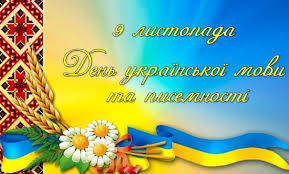 9 листопада
День української мови
та писемності